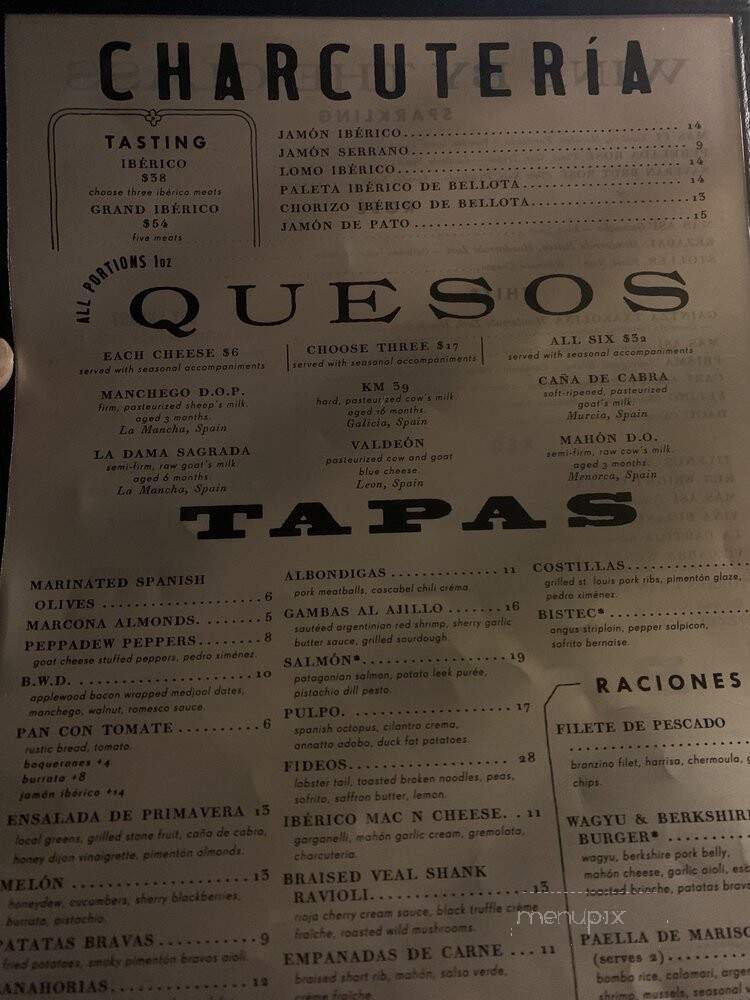 CHARCUTERÍA
TASTING
IBÉRICO
$38
choose three ibérico meats
GRAND IBÉRICO
$54
five meats
JAMÓN IBÉRICO 14
JAMÓN SERRANO 9
LOMO IBÉRICO 14
PALETA IBÉRICO DE BELLOTA 14
CHORIZO IBÉRICO DE BELLOTA 13
JAMÓN DE PATO 15
ALL PORTIONS 1OZ
QUESOS
EACH CHEESE $6
served with seasonal accompaniments
CHOOSE THREE $17
served with seasonal accompaniments
ALL SIX $32
served with seasonal accompaniments
MANCHEGO D.O.P.
firm, pasteurized sheep's milk.
aged 3 months.
La Mancha, Spain
KM 39
hard, pasteurized cow's milk
aged 16 months.
Galicia, Spain
CAÑA DE CABRA
soft-ripened, pasteurized
goat's milk.
Murcia, Spain
LA DAMA SAGRADA
semi-firm, raw goat's milk.
aged 6 months.
La Mancha, Spain
VALDEÓN
pasteurized cow and goat
blue cheese.
Leon, Spain
MAHÓN D.O.
semi-firm, raw cow's milk.
aged 3 months.
Menorca, Spain
TAPAS
MARINATED SPANISH
OLIVES 6
MARCONA ALMONDS. 5
PEPPADEW PEPPERS 8
goat cheese stuffed peppers, pedro ximénez.
B.W.D. 10
applewood bacon wrapped medjool dates,
manchego, walnut, romesco sauce.
PAN CON TOMATE 6
rustic bread, tomato.
boquerones +4
burrata +8
jamón ibérico +14
ENSALADA DE PRIMAVERA 13
local greens, grilled stone fruit, caña de cabra,
honey dijon vinaigrette, pimentón almonds.
MELÓN 13
honeydew, cucumbers, sherry blackberries,
burrata, pistachio.
PATATAS BRAVAS 9
fried potatoes, smoky pimentón bravas aioli.
ANAHORIAS 12
ALBONDIGAS 11
pork meatballs, cascabel chili créma.
GAMBAS AL AJILLO 16
sautéed argentinian red shrimp, sherry garlic
butter sauce, grilled sourdough.
SALMÓN* 19
patagonian salmon, potato leek purée,
pistachio dill pesto.
PULPO. 17
spanish octopus, cilantro crema,
annatto adobo, duck fat potatoes.
FIDEOS 28
lobster tail, toasted broken noodles, peas,
sofrito, saffron butter, lemon.
IBÉRICO MAC N CHEESE. 11
garganelli, mahón garlic cream, gremolata,
charcuteria.
BRAISED VEAL SHANK
RAVIOLI 13
rioja cherry cream sauce, black truffle crème
fraîche, roasted wild mushrooms.
EMPANADAS DE CARNE 11
braised short rib, mahón, salsa verde,
crème fraîche.
COSTILLAS
grilled st. louis pork ribs, pimentón glaze,
pedro ximénez.
BISTEC*
angus striploin, pepper salpicon,
sofrito bernaise.
RACIONES
FILETE DE PESCADO
branzino filet, harrisa, chermoula,
chips.
WAGYU & BERKSHIRE
BURGER*
wagyu, berkshire pork belly,
mahón cheese, garlic aioli,
toasted brioche, patatas bravas
PAELLA DE MARISC
(serves 2)
bomba rice, calamari,
shrimp, mussels, seasonal
menupix